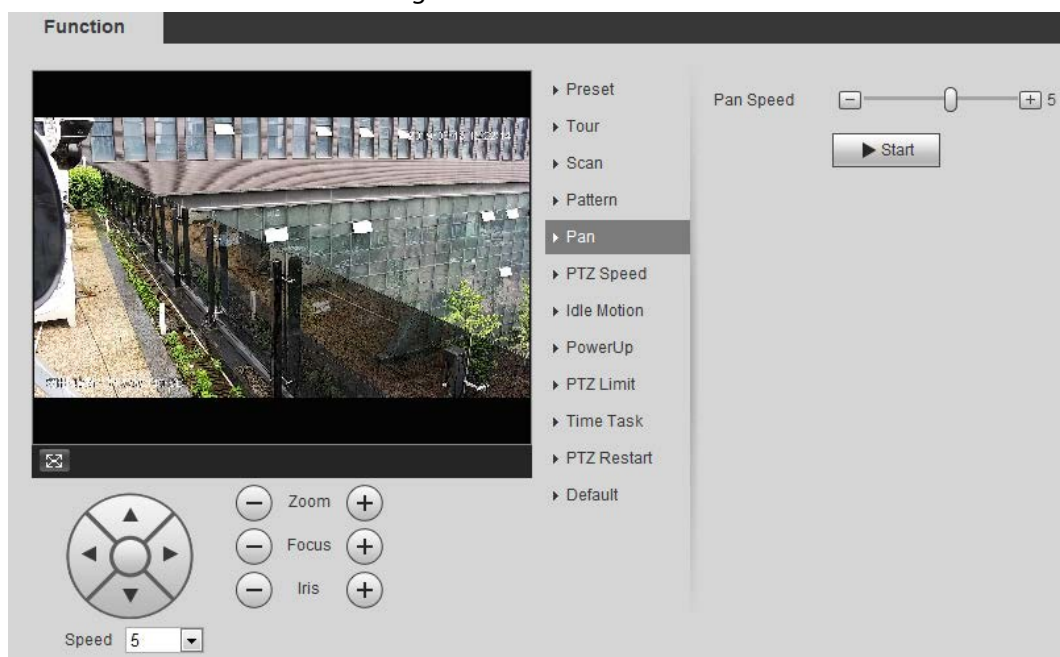 Function
Preset
Tour
Scan
Pattern
Pan
PTZ Speed
Idle Motion
PowerUp
PTZ Limit
Time Task
PTZ Restart
Default
Pan Speed
5
Start
Zoom
Focus
Iris
Speed 5